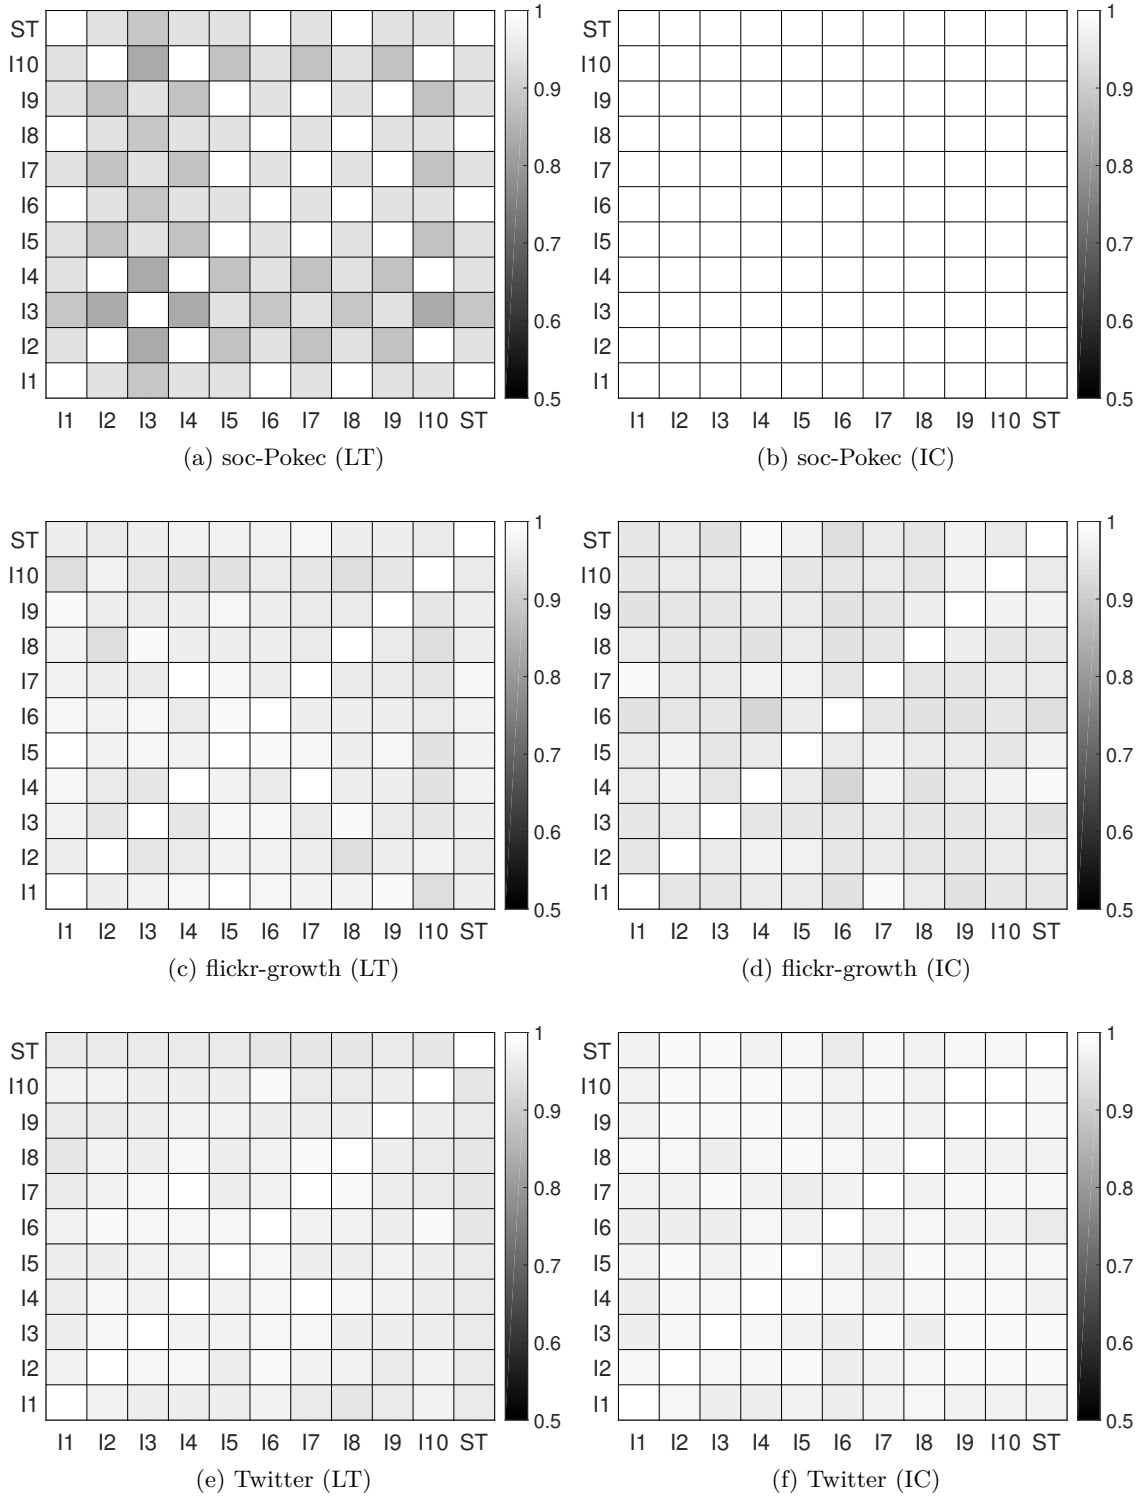 ST
I10
I9
I8
I7
I6
I5
I4
I3
I2
I1
I1 I2 I3 I4 I5 I6 I7 I8 I9 I10 ST
1
0.9
0.8
0.7
0.6
0.5
(a) soc-Pokec (LT)
ST
I10
I9
I8
I7
I6
I5
I4
I3
I2
I1
I1 I2 I3 I4 I5 I6 I7 I8 I9 I10 ST
1
0.9
0.8
0.7
0.6
0.5
(b) soc-Pokec (IC)
ST
I10
I9
I8
I7
I6
I5
I4
I3
I2
I1
I1 I2 I3 I4 I5 I6 I7 I8 I9 I10 ST
1
0.9
0.8
0.7
0.6
0.5
(c) flickr-growth (LT)
ST
I10
I9
I8
I7
I6
I5
I4
I3
I2
I1
I1 I2 I3 I4 I5 I6 I7 I8 I9 I10 ST
1
0.9
0.8
0.7
0.6
0.5
(d) flickr-growth (IC)
ST
I10
I9
I8
I7
I6
I5
I4
I3
I2
I1
I1 I2 I3 I4 I5 I6 I7 I8 I9 I10 ST
1
0.9
0.8
0.7
0.6
0.5
(e) Twitter (LT)
ST
I10
I9
I8
I7
I6
I5
I4
I3
I2
I1
I1 I2 I3 I4 I5 I6 I7 I8 I9 I10 ST
1
0.9
0.8
0.7
0.6
0.5
(f) Twitter (IC)